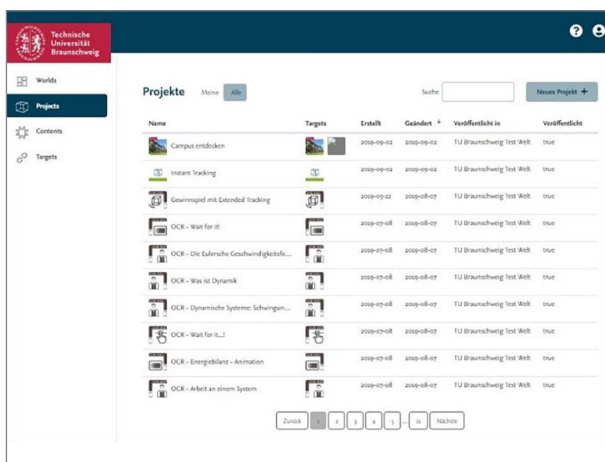 Technische
Universität
Braunschweig
?
Worlds
Projects
Contents
Targets
Projekte Meine Alle Suche Neues Projekt +
Name Targets Erstellt Geändert Veröffentlicht in Veröffentlicht
Campus entdecken 2019-09-02 2019-09-02 TU Braunschweig Test Welt true
Instant Tracking 2019-09-02 2019-09-02 TU Braunschweig Test Welt true
Gewinnspiel mit Extended Tracking 2019-08-07 TU Braunschweig Test Welt true
OCR - Wait for it! 2019-07-08 2019-08-07 TU Braunschweig Test Welt true
OCR - Die Eulersche Geschwindigkeitsfo... 2019-07-08 2019-08-07 TU Braunschweig Test Welt true
OCR - Was ist Dynamik 2019-07-08 2019-08-07 TU Braunschweig Test Welt true
OCR - Dynamische Systeme: Schwingun... 2019-07-08 2019-08-07 TU Braunschweig Test Welt true
OCR - Wait for it...! 2019-07-08 2019-08-07 TU Braunschweig Test Welt true
OCR - Energiebilanz - Animation 2019-07-08 2019-08-07 TU Braunschweig Test Welt true
OCR - Arbeit an einem System 2019-07-08 2019-08-07 TU Braunschweig Test Welt true
Zurück 1 2 3 4 5 ... 11 Nächste